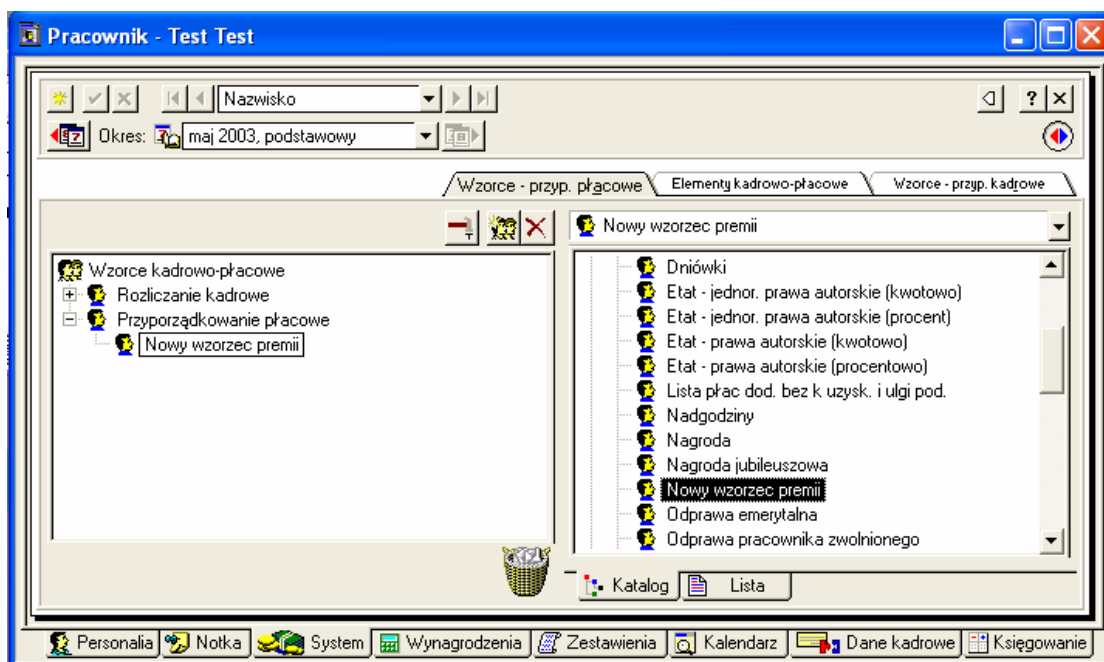 Pracownik - Test Test
Nazwisko
? ×
Okres: maj 2003, podstawowy
Wzorce - przyp. płacowe Elementy kadrowo-płacowe Wzorce - przyp. kadrowe
Nowy wzorzec premii
Wzorce kadrowo-płacowe
Rozliczanie kadrowe
Przyporządkowanie płacowe
Nowy wzorzec premii
Dniówki
Etat - jednor. prawa autorskie (kwotowo)
Etat - jednor. prawa autorskie (procent)
Etat - prawa autorskie (kwotowo)
Etat - prawa autorskie (procentowo)
Lista płac dod. bez k uzysk. i ulgi pod.
Nadgodziny
Nagroda
Nagroda jubileuszowa
Nowy wzorzec premii
Odprawa emerytalna
Odprawa pracownika zwolnionego
Katalog Lista
Personalia Notka System Wynagrodzenia Zestawienia Kalendarz Dane kadrowe Księgowanie